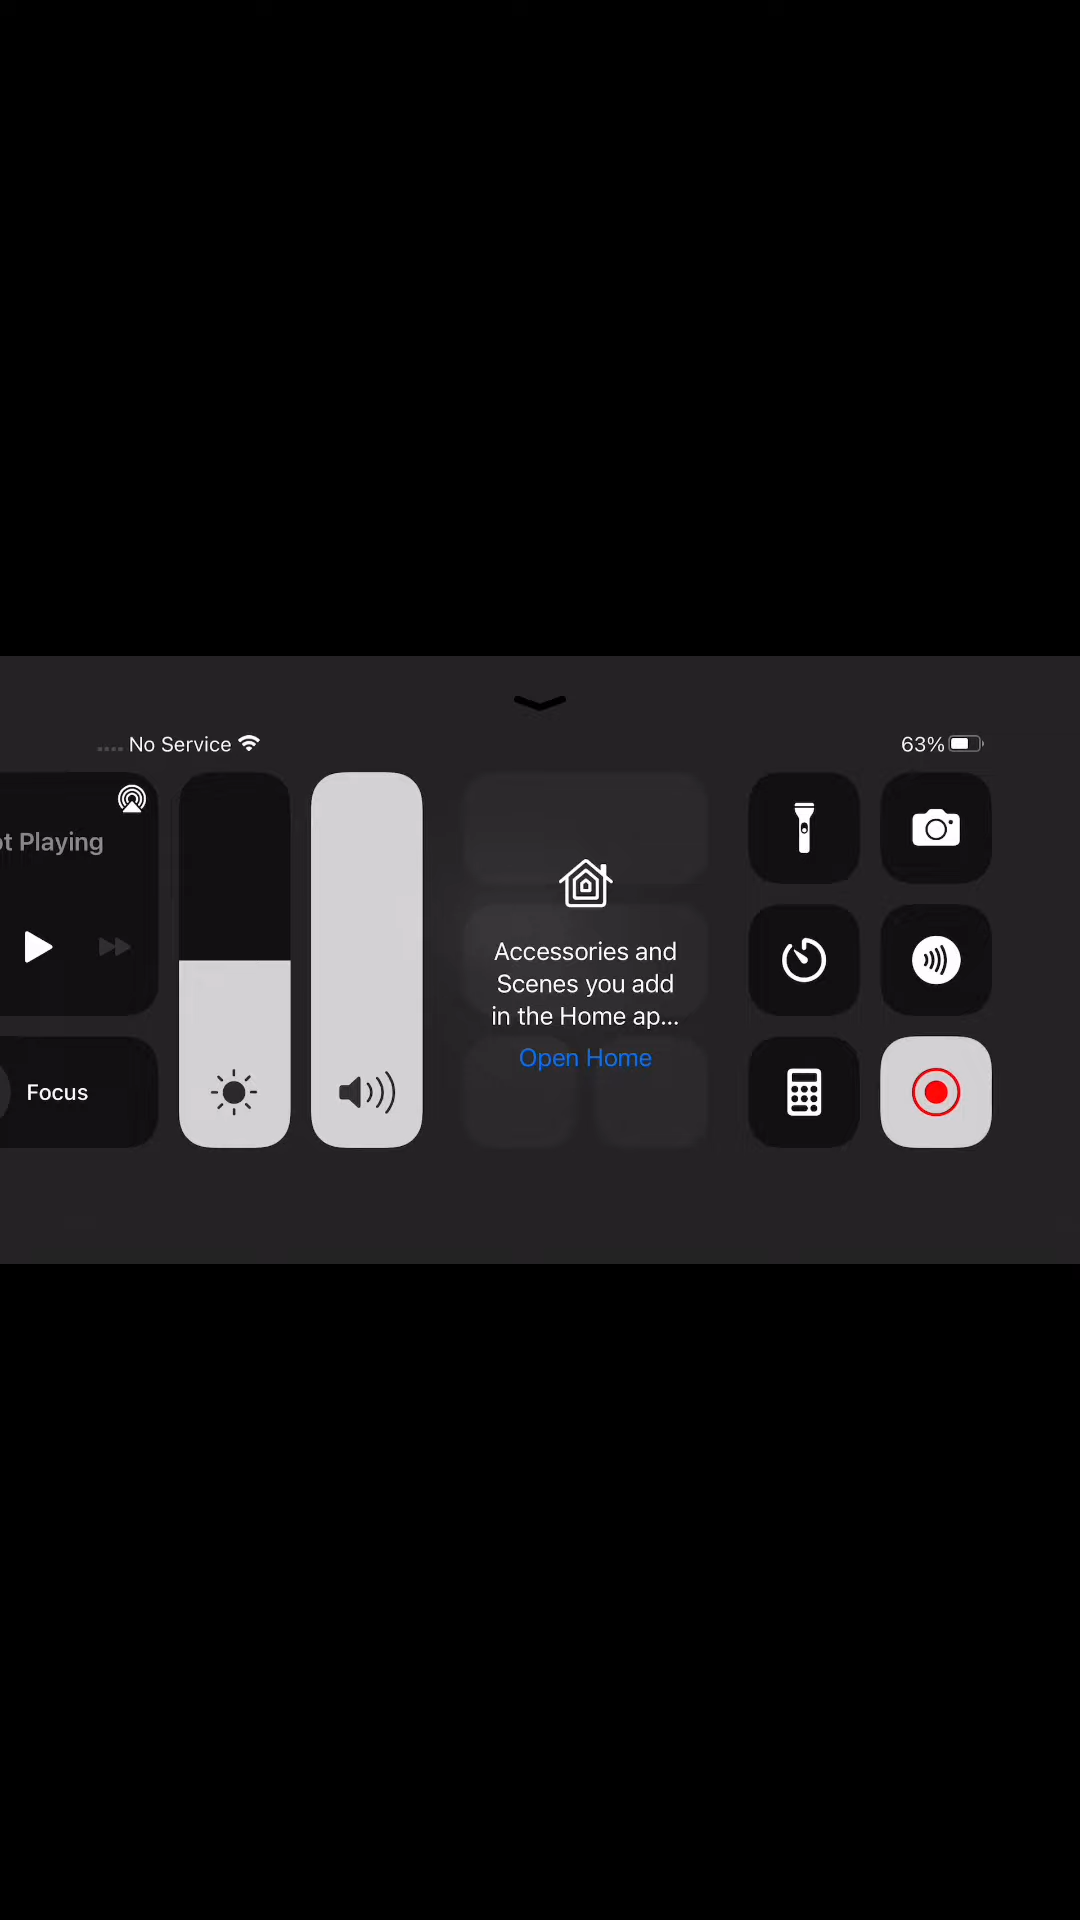 No Service
63%
t Playing
Focus
Accessories and
Scenes you add
in the Home ap...
Open Home